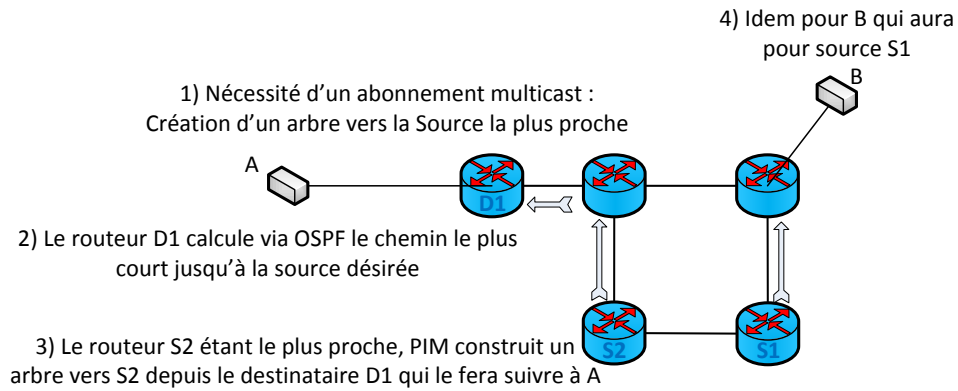 4) Idem pour B qui aura
pour source S1
B
1) Nécessité d'un abonnement multicast :
Création d'un arbre vers la Source la plus proche
A
D1
2) Le routeur D1 calcule via OSPF le chemin le plus
court jusqu'à la source désirée
S2
S1
3) Le routeur S2 étant le plus proche, PIM construit un
arbre vers S2 depuis le destinataire D1 qui le fera suivre à A